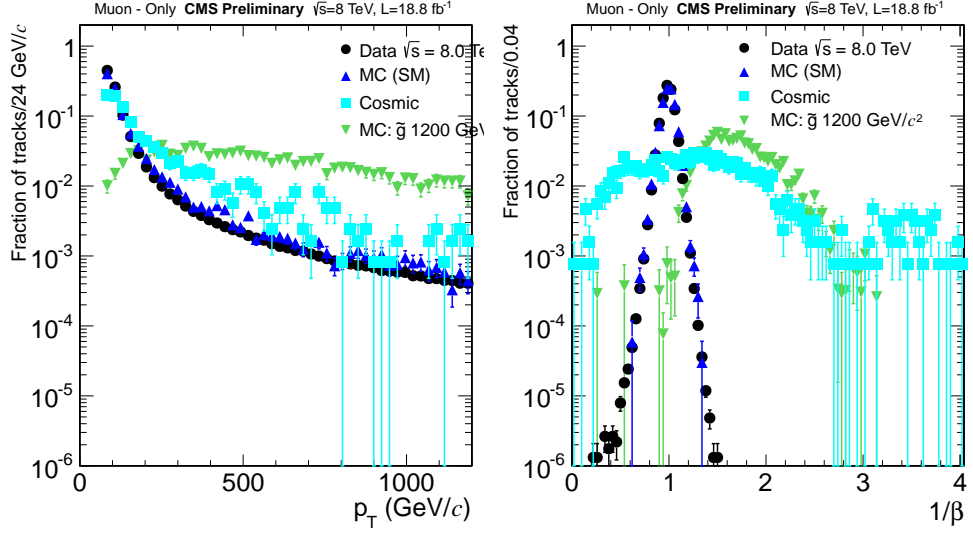 Muon - Only CMS Preliminary √s=8 TeV, L=18.8 fb-1
Fraction of tracks/24 GeV/c
1
10-1
10-2
10-3
10-4
10-5
10-6
Data √s = 8.0 Te
MC (SM)
Cosmic
MC: g̃ 1200 GeV
0
500
1000
pT (GeV/c)
Muon - Only CMS Preliminary √s=8 TeV, L=18.8 fb-1
Fraction of tracks/0.04
1
10-1
10-2
10-3
10-4
10-5
10-6
Data √s = 8.0 TeV
MC (SM)
Cosmic
MC: g̃ 1200 GeV/c2
0
1
2
3
4
1/β